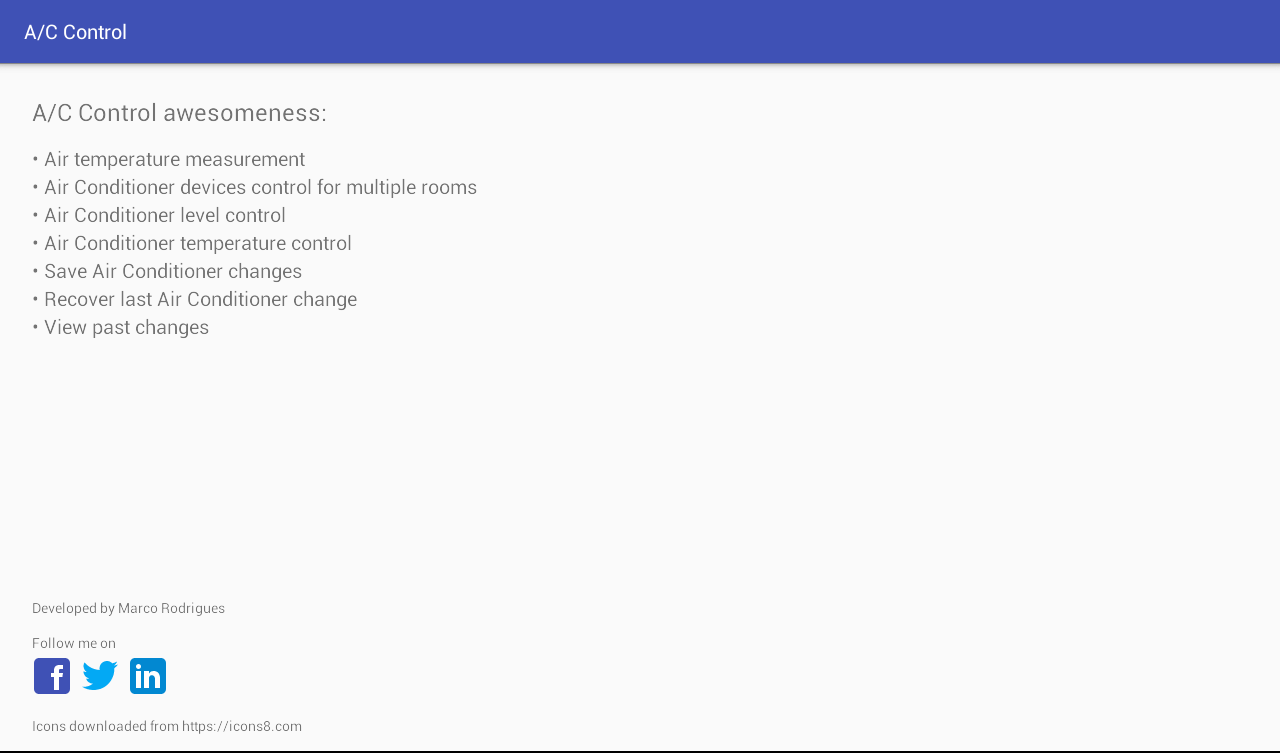 A/C Control
A/C Control awesomeness:
• Air temperature measurement
• Air Conditioner devices control for multiple rooms
• Air Conditioner level control
• Air Conditioner temperature control
• Save Air Conditioner changes
• Recover last Air Conditioner change
• View past changes
Developed by Marco Rodrigues
Follow me on
f in
Icons downloaded from https://icons8.com